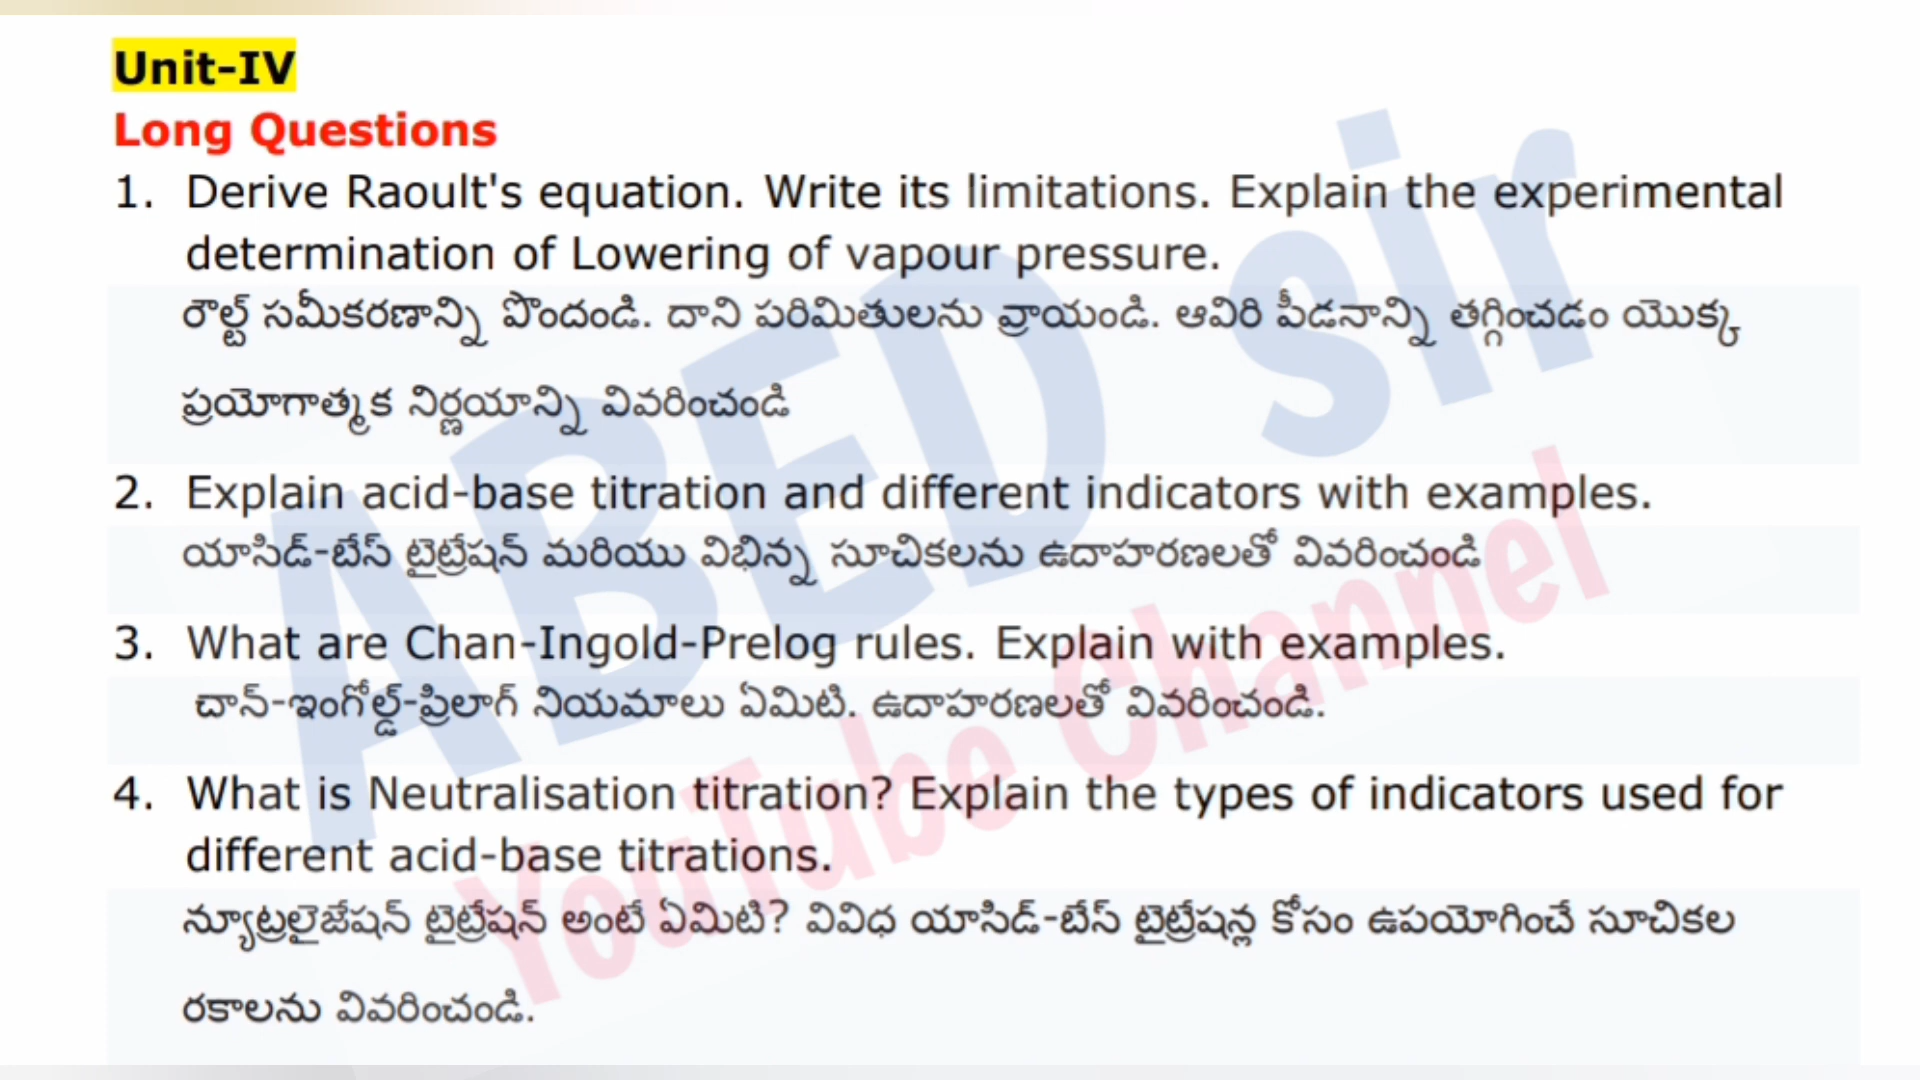 Unit-IV
Long Questions
1. Derive Raoult's equation. Write its limitations. Explain the experimental
determination of Lowering of vapour pressure.
రౌల్ట్ సమీకరణాన్ని పొందండి. దాని పరిమితులను వ్రాయండి. ఆవిరి పీడనాన్ని తగ్గించడం యొక్క
ప్రయోగాత్మక నిర్ణయాన్ని వివరించండి
2. Explain acid-base titration and different indicators with examples.
యాసిడ్-బేస్ టైట్రేషన్ మరియు విభిన్న సూచికలను ఉదాహరణలతో వివరించండి
3. What are Chan-Ingold-Prelog rules. Explain with examples.
చాన్-ఇంగోల్డ్-ప్రిలాగ్ నియమాలు ఏమిటి. ఉదాహరణలతో వివరించండి.
4. What is Neutralisation titration? Explain the types of indicators used for
different acid-base titrations.
న్యూట్రలైజేషన్ టైట్రేషన్ అంటే ఏమిటి? వివిధ యాసిడ్-బేస్ టైట్రేషన్ల కోసం ఉపయోగించే సూచికల
రకాలను వివరించండి.
ABED sir
YouTube Channel